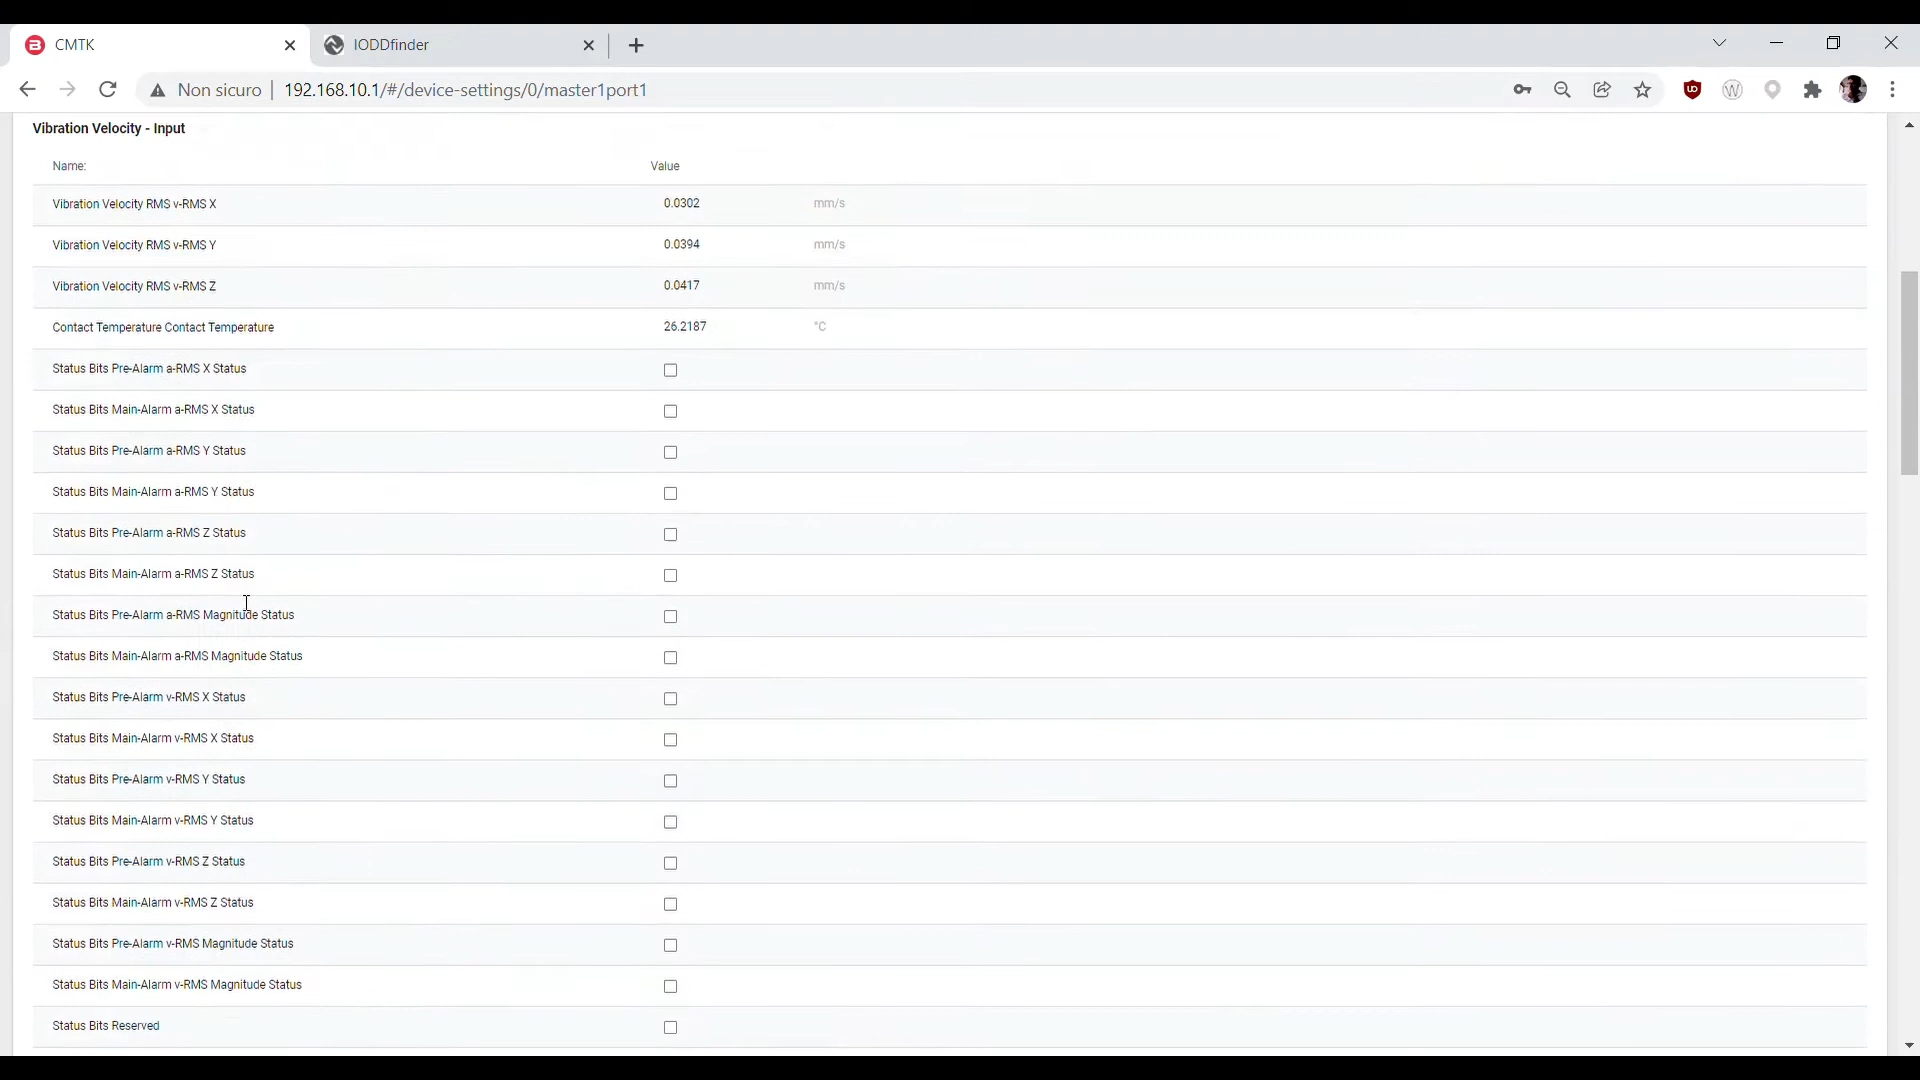 CMTK
IODDfinder
Non sicuro
192.168.10.1/#/device-settings/0/master1port1
Vibration Velocity - Input
Name: Value
Vibration Velocity RMS v-RMS X 0.0302 mm/s
Vibration Velocity RMS v-RMS Y 0.0394 mm/s
Vibration Velocity RMS v-RMS Z 0.0417 mm/s
Contact Temperature Contact Temperature 26.2187 °C
Status Bits Pre-Alarm a-RMS X Status
Status Bits Main-Alarm a-RMS X Status
Status Bits Pre-Alarm a-RMS Y Status
Status Bits Main-Alarm a-RMS Y Status
Status Bits Pre-Alarm a-RMS Z Status
Status Bits Main-Alarm a-RMS Z Status
Status Bits Pre-Alarm a-RMS Magnitude Status
Status Bits Main-Alarm a-RMS Magnitude Status
Status Bits Pre-Alarm v-RMS X Status
Status Bits Main-Alarm v-RMS X Status
Status Bits Pre-Alarm v-RMS Y Status
Status Bits Main-Alarm v-RMS Y Status
Status Bits Pre-Alarm v-RMS Z Status
Status Bits Main-Alarm v-RMS Z Status
Status Bits Pre-Alarm v-RMS Magnitude Status
Status Bits Main-Alarm v-RMS Magnitude Status
Status Bits Reserved